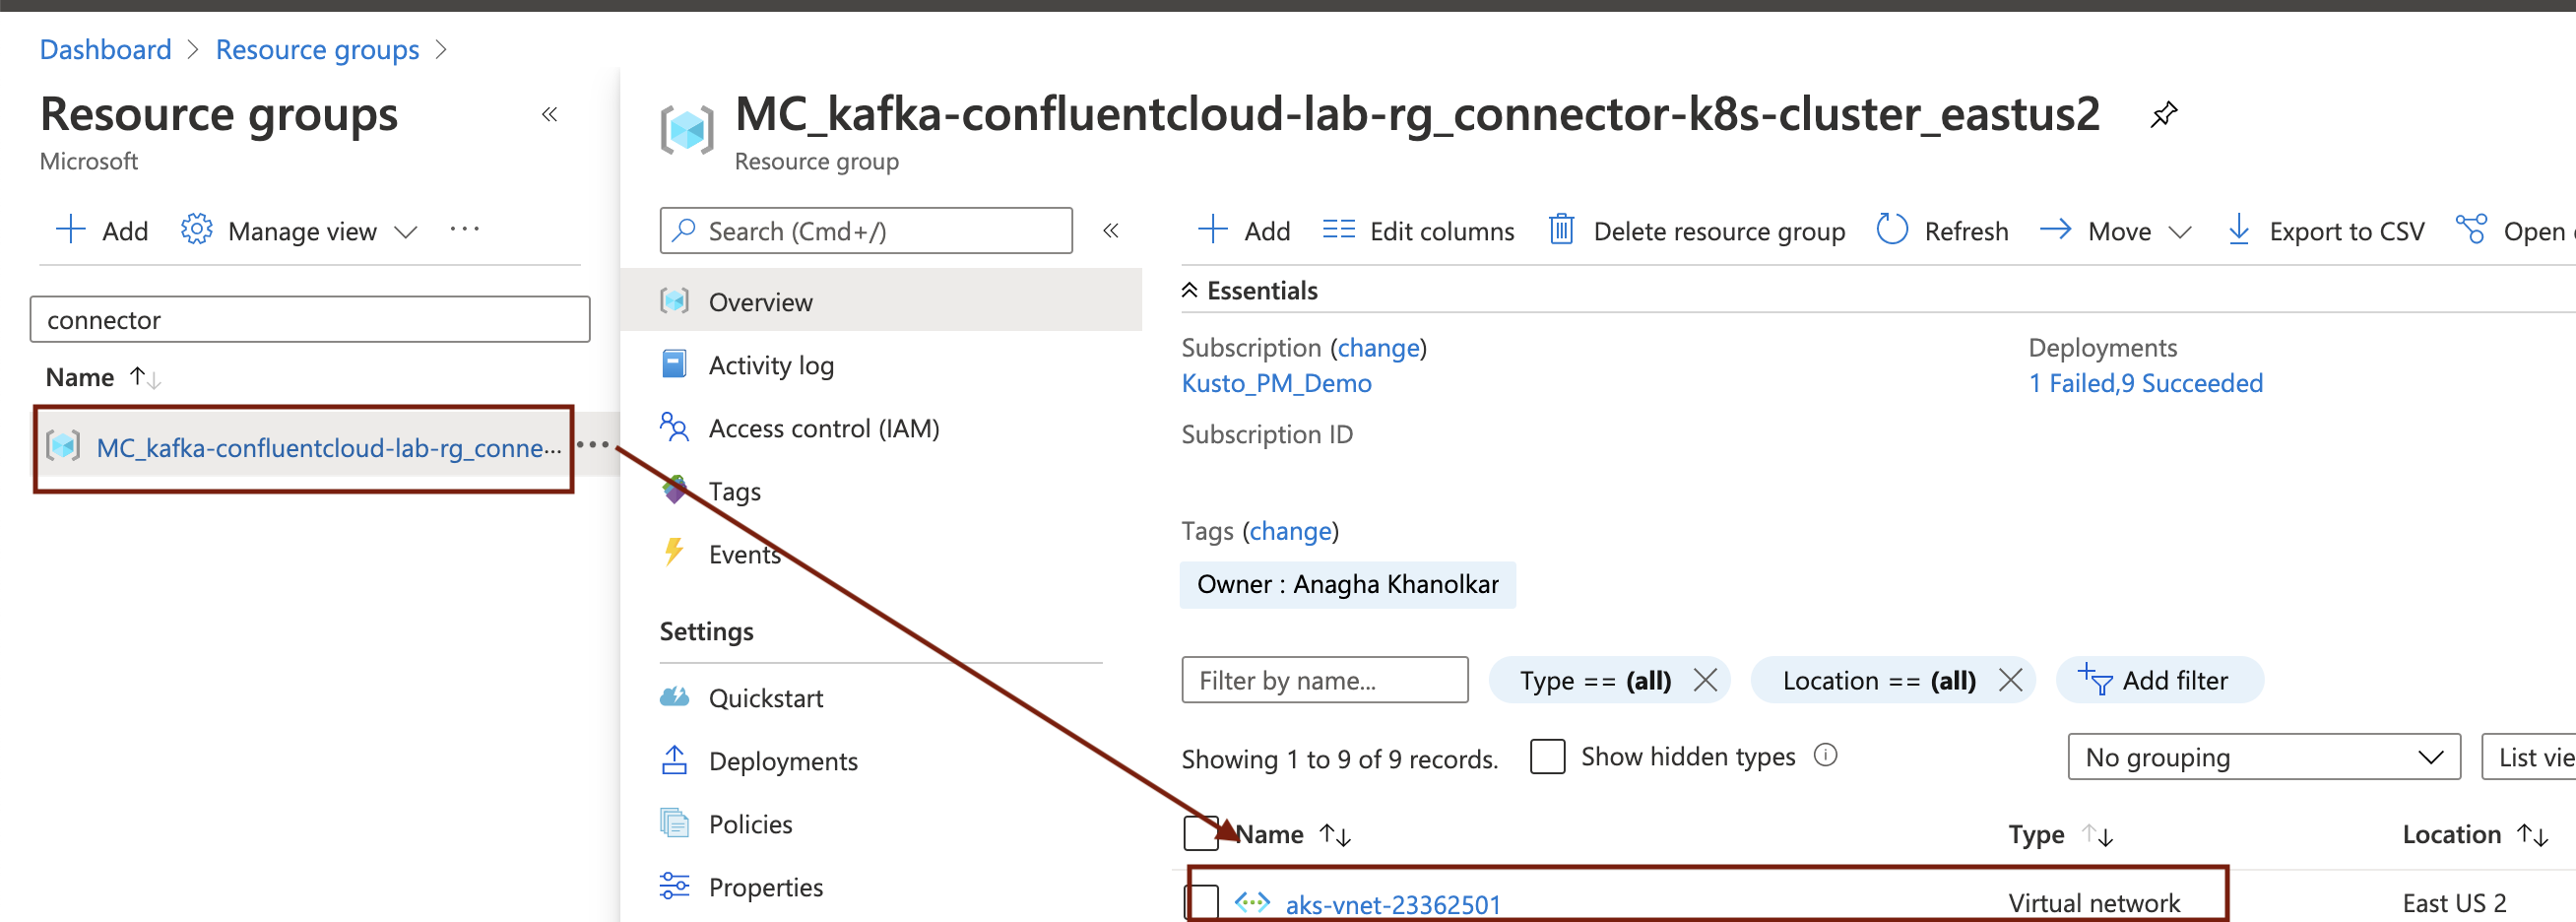 Dashboard > Resource groups >
Resource groups «
Microsoft
+ Add Manage view ···
connector
Name ↑↓
MC_kafka-confluentcloud-lab-rg_conne··· ···
MC_kafka-confluentcloud-lab-rg_connector-k8s-cluster_eastus2
Resource group
Search (Cmd+/) «
Overview
Activity log
Access control (IAM)
Tags
Events
Settings
Quickstart
Deployments
Policies
Properties
+ Add Edit columns Delete resource group Refresh Move Export to CSV Open
Essentials
Subscription (change)
Kusto_PM_Demo
Subscription ID
Deployments
1 Failed,9 Succeeded
Tags (change)
Owner : Anagha Khanolkar
Filter by name... Type == (all) Location == (all) Add filter
Showing 1 to 9 of 9 records. Show hidden types No grouping List vie
Name ↑↓ Type ↑↓ Location ↑↓
aks-vnet-23362501 Virtual network East US 2